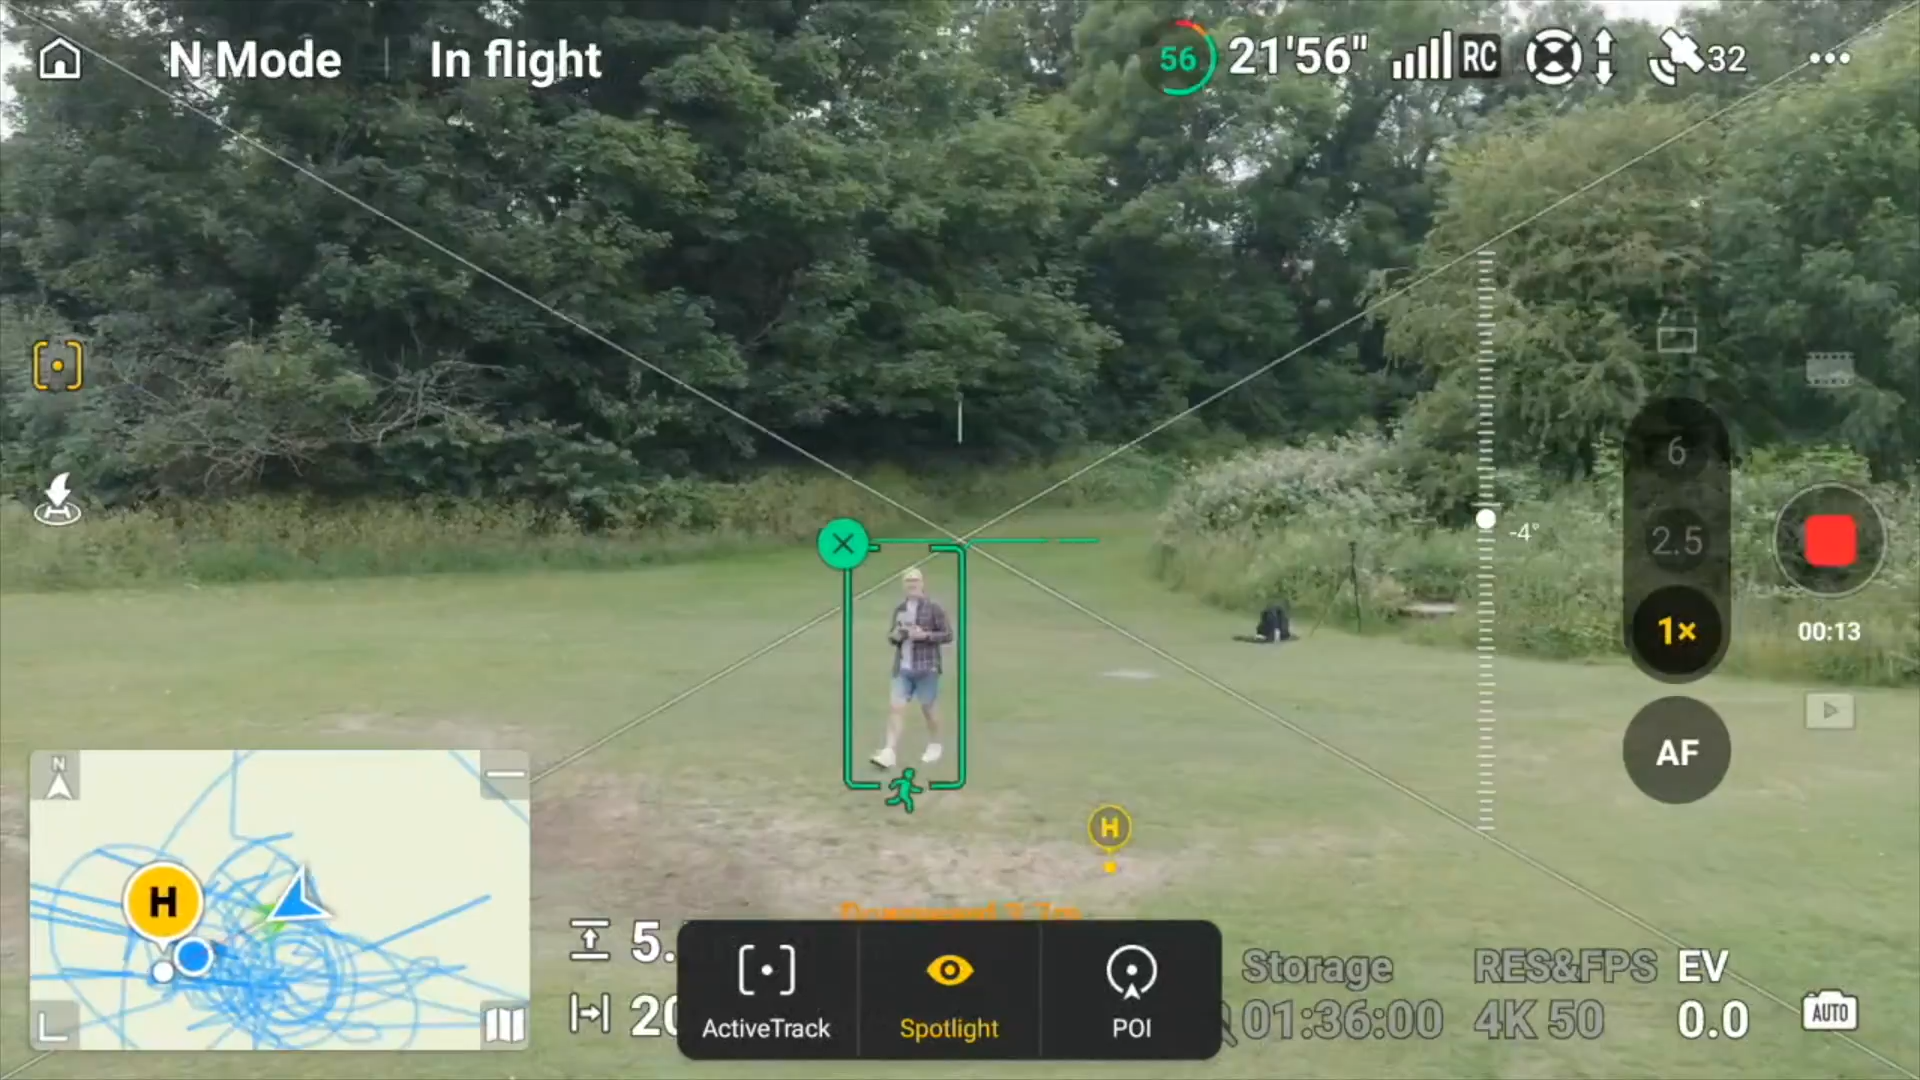 N Mode
In flight
56
21'56"
RC
32
6
2.5
1×
-4°
00:13
AF
H
N
H
5.
20
ActiveTrack
Spotlight
POI
Storage
01:36:00
RES&FPS
4K 50
EV
0.0
AUTO